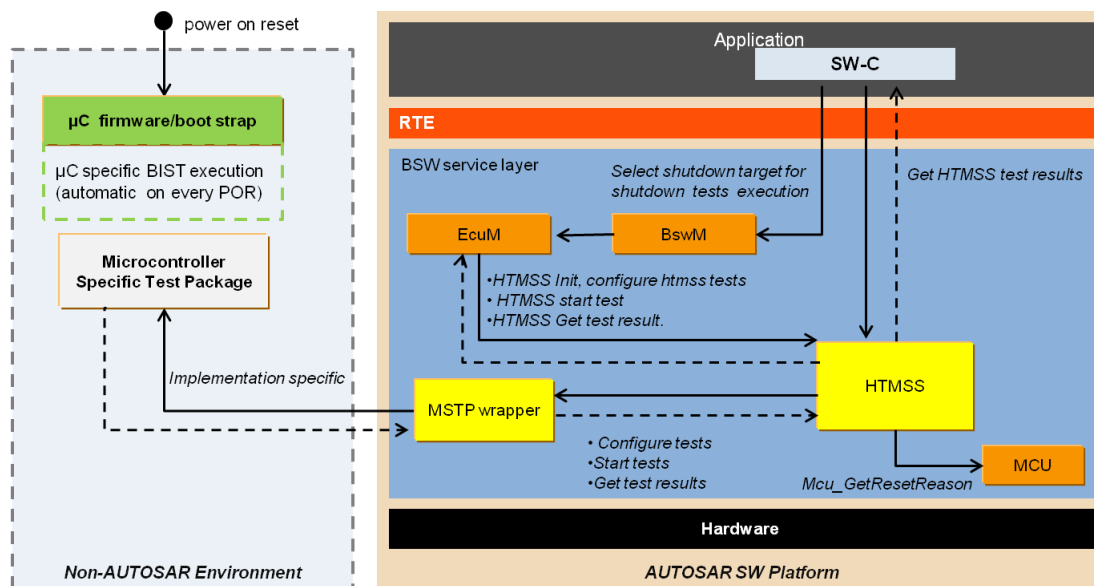 power on reset
µC firmware/boot strap
µC specific BIST execution
(automatic on every POR)
Microcontroller
Specific Test Package
Implementation specific
Non-AUTOSAR Environment
Application
SW-C
RTE
BSW service layer
Select shutdown target for
shutdown tests execution
Get HTMSS test results
EcuM
BswM
•HTMSS Init, configure htmss tests
• HTMSS start test
•HTMSS Get test result.
HTMSS
MSTP wrapper
• Configure tests
•Start tests
•Get test results
Mcu_GetResetReason
MCU
Hardware
AUTOSAR SW Platform